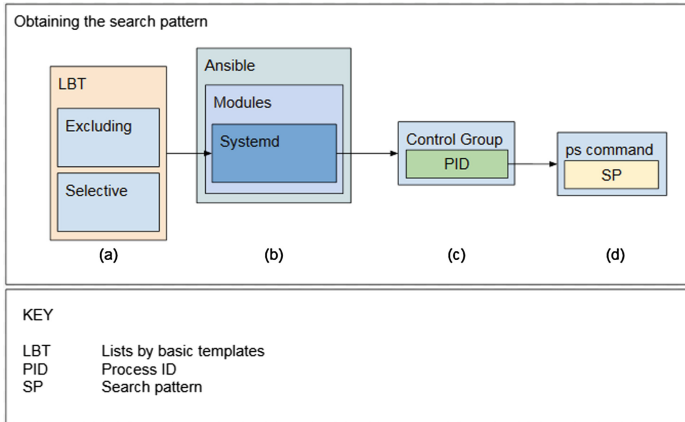 Obtaining the search pattern
LBT
Excluding
Selective
Ansible
Modules
Systemd
Control Group
PID
ps command
SP
(a)
(b)
(c)
(d)
KEY
LBT Lists by basic templates
PID Process ID
SP Search pattern